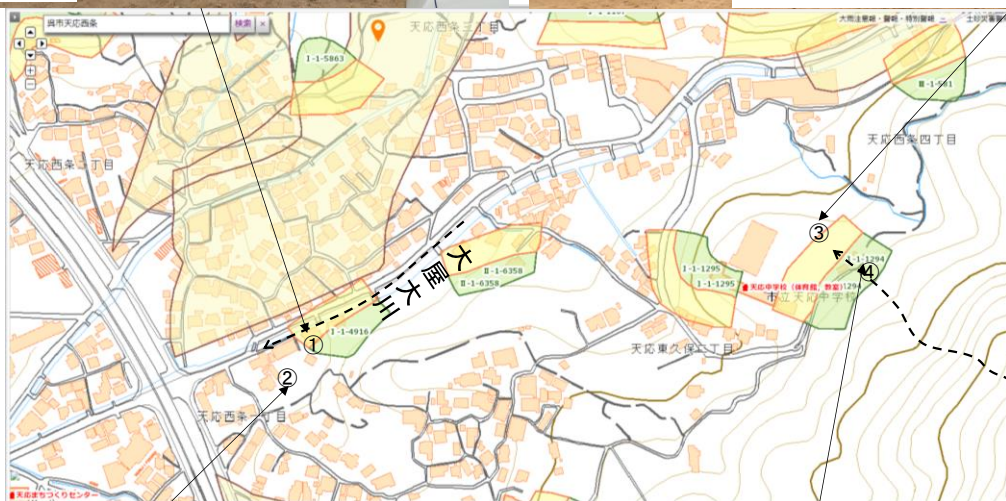 呉市天応西条
検索
×
大雨注意報・警報・特別警報
土砂災害警
天応西条三丁目
I-1-5863
II-1-581
天応西条二丁目
天応西条四丁目
大屋大川
II-1-6358
II-1-6358
③
I-1-1294
④
1294
I-1-1295
I-1-1295
天応中学校(体育館、教室)
市立天応中学校
I-1-4916
①
天応東久保二丁目
②
天応西条一丁目
天応まちづくりセンター